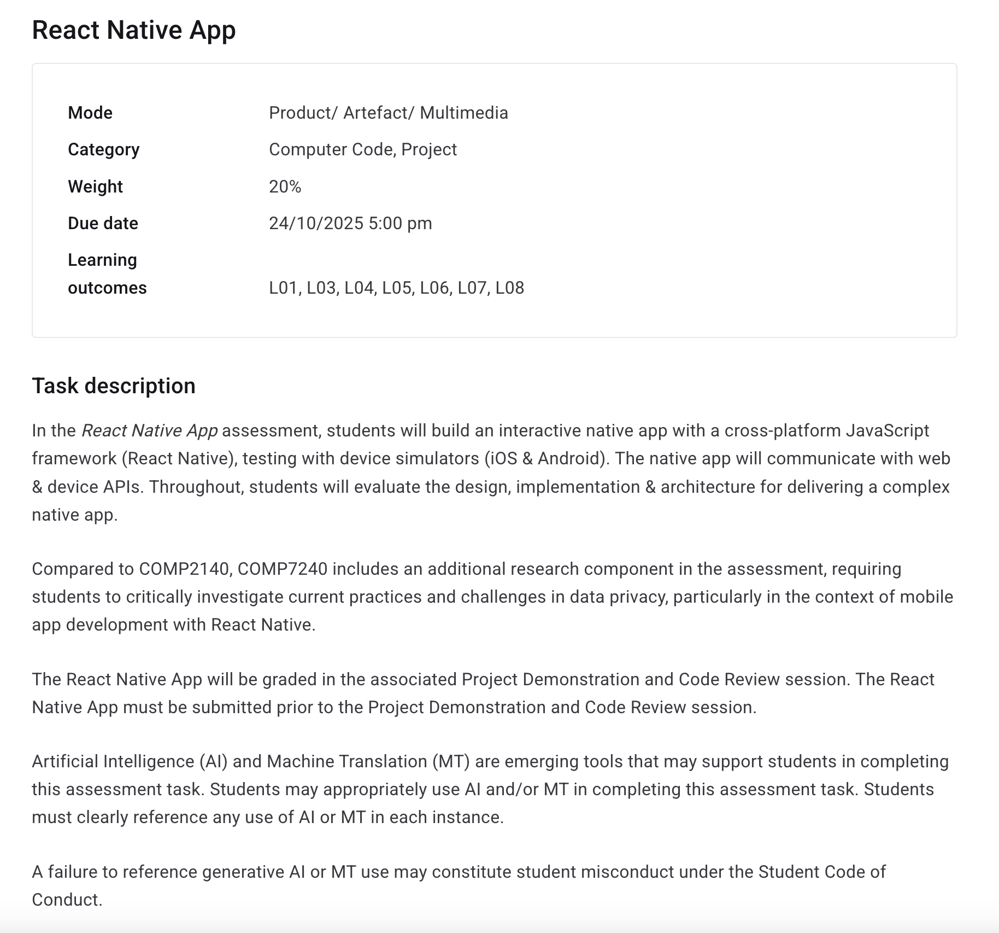 React Native App
Mode Product/ Artefact/ Multimedia
Category Computer Code, Project
Weight 20%
Due date 24/10/2025 5:00 pm
Learning
outcomes L01, L03, L04, L05, L06, L07, L08
Task description
In the React Native App assessment, students will build an interactive native app with a cross-platform JavaScript
framework (React Native), testing with device simulators (iOS & Android). The native app will communicate with web
& device APIs. Throughout, students will evaluate the design, implementation & architecture for delivering a complex
native app.
Compared to COMP2140, COMP7240 includes an additional research component in the assessment, requiring
students to critically investigate current practices and challenges in data privacy, particularly in the context of mobile
app development with React Native.
The React Native App will be graded in the associated Project Demonstration and Code Review session. The React
Native App must be submitted prior to the Project Demonstration and Code Review session.
Artificial Intelligence (AI) and Machine Translation (MT) are emerging tools that may support students in completing
this assessment task. Students may appropriately use AI and/or MT in completing this assessment task. Students
must clearly reference any use of AI or MT in each instance.
A failure to reference generative AI or MT use may constitute student misconduct under the Student Code of
Conduct.